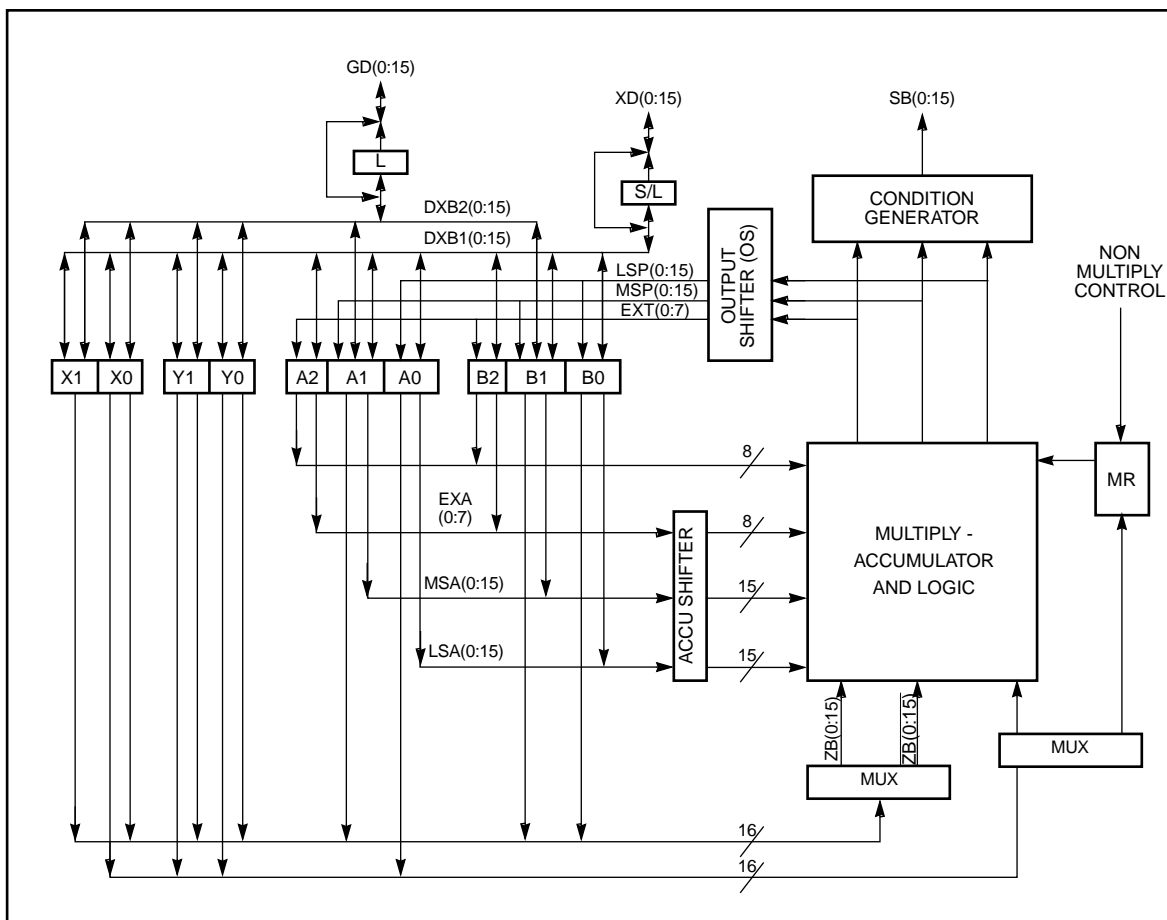 GD(0:15)
XD(0:15)
SB(0:15)
L
S/L
CONDITION
GENERATOR
DXB2(0:15)
DXB1(0:15)
OUTPUT
SHIFTER (OS)
NON
MULTIPLY
CONTROL
LSP(0:15)
MSP(0:15)
EXT(0:7)
X1
X0
Y1
Y0
A2
A1
A0
B2
B1
B0
8
MR
EXA
(0:7)
8
ACCU SHIFTER
MULTIPLY -
ACCUMULATOR
AND LOGIC
MSA(0:15)
15
LSA(0:15)
15
ZB(0:15)
ZB(0:15)
MUX
MUX
16
16